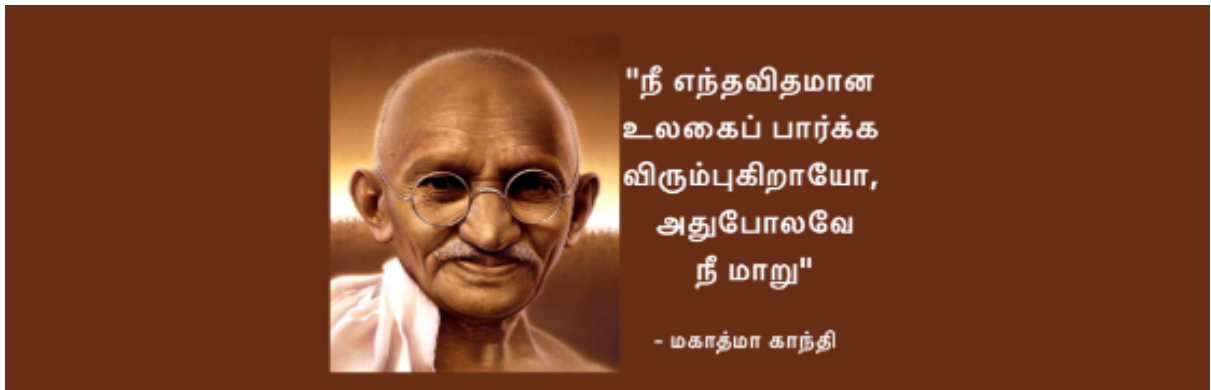 "நீ எந்தவிதமான
உலகைப் பார்க்க
விரும்புகிறாயோ,
அதுபோலவே
நீ மாறு"
- மகாத்மா காந்தி